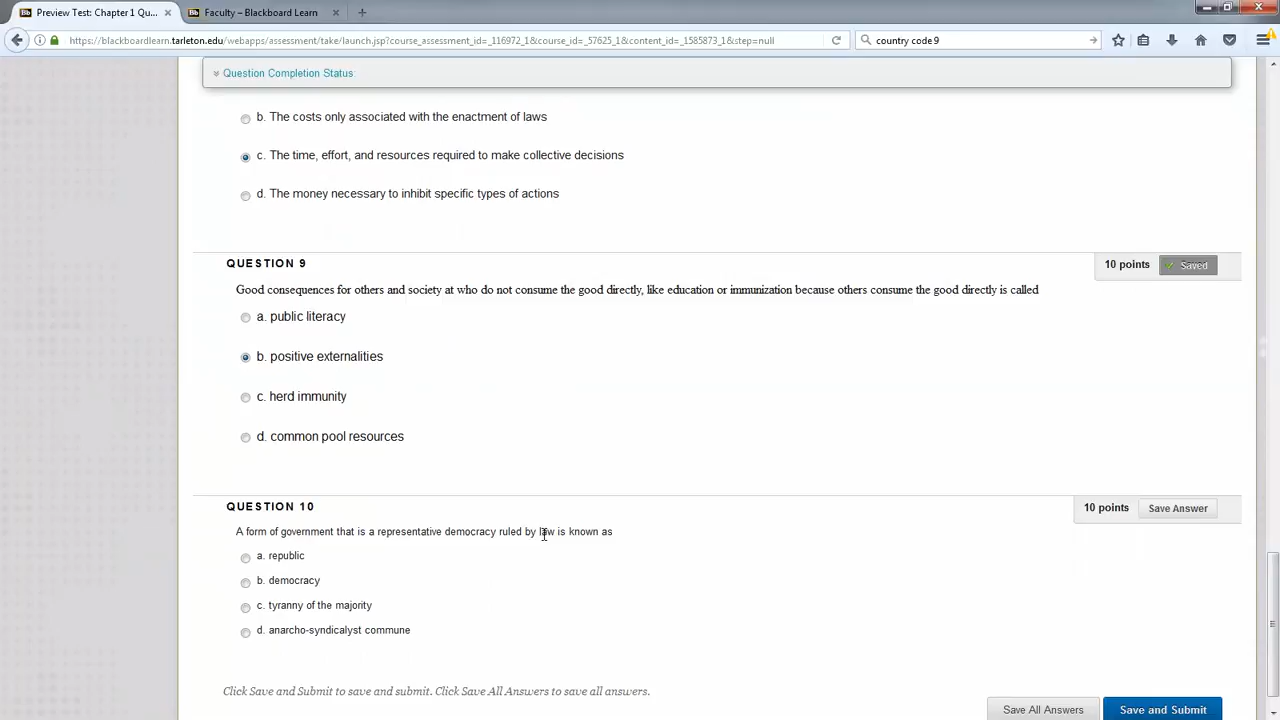 Preview Test: Chapter 1 Qu...
Faculty – Blackboard Learn
https://blackboardlearn.tarleton.edu/webapps/assessment/take/launch.jsp?course_assessment_id=_116972_1&course_id=_57625_1&content_id=_1585873_1&step=null
country code 9
Question Completion Status:
b. The costs only associated with the enactment of laws
c. The time, effort, and resources required to make collective decisions
d. The money necessary to inhibit specific types of actions
QUESTION 9
10 points Saved
Good consequences for others and society at who do not consume the good directly, like education or immunization because others consume the good directly is called
a. public literacy
b. positive externalities
c. herd immunity
d. common pool resources
QUESTION 10
10 points Save Answer
A form of government that is a representative democracy ruled by law is known as
a. republic
b. democracy
c. tyranny of the majority
d. anarcho-syndicalyst commune
Click Save and Submit to save and submit. Click Save All Answers to save all answers.
Save All Answers Save and Submit